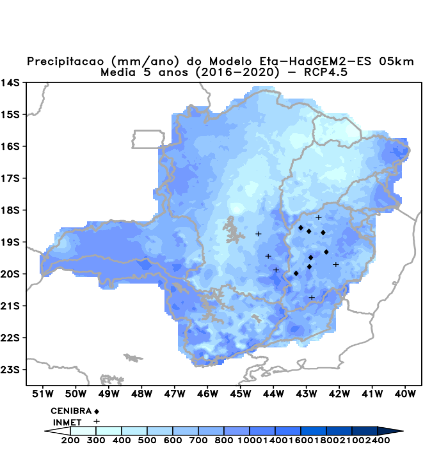 Precipitacao (mm/ano) do Modelo Eta-HadGEM2-ES 05km
Media 5 anos (2016-2020) - RCP4.5
14S
15S
16S
17S
18S
19S
20S
21S
22S
23S
51W 50W 49W 48W 47W 46W 45W 44W 43W 42W 41W 40W
CENIBRA
INMET
200 300 400 500 600 700 800 1000 1400 1600 1800 2100 2400